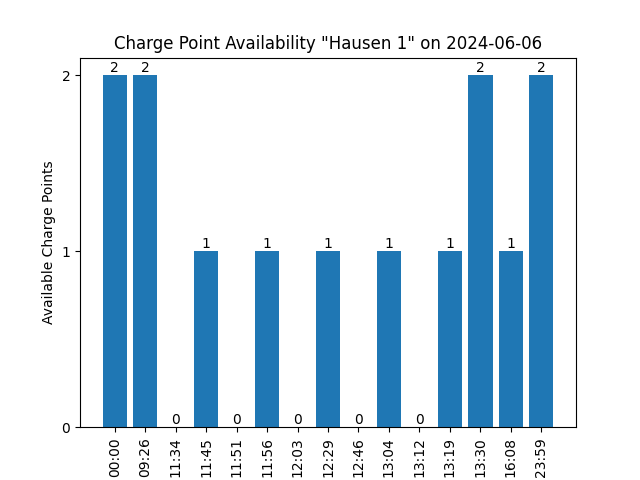 Charge Point Availability "Hausen 1" on 2024-06-06
Available Charge Points
2
1
0
2 2 0 1 0 1 0 1 0 1 0 1 2 1 2
00:00 09:26 11:34 11:45 11:51 11:56 12:03 12:29 12:46 13:04 13:12 13:19 13:30 16:08 23:59